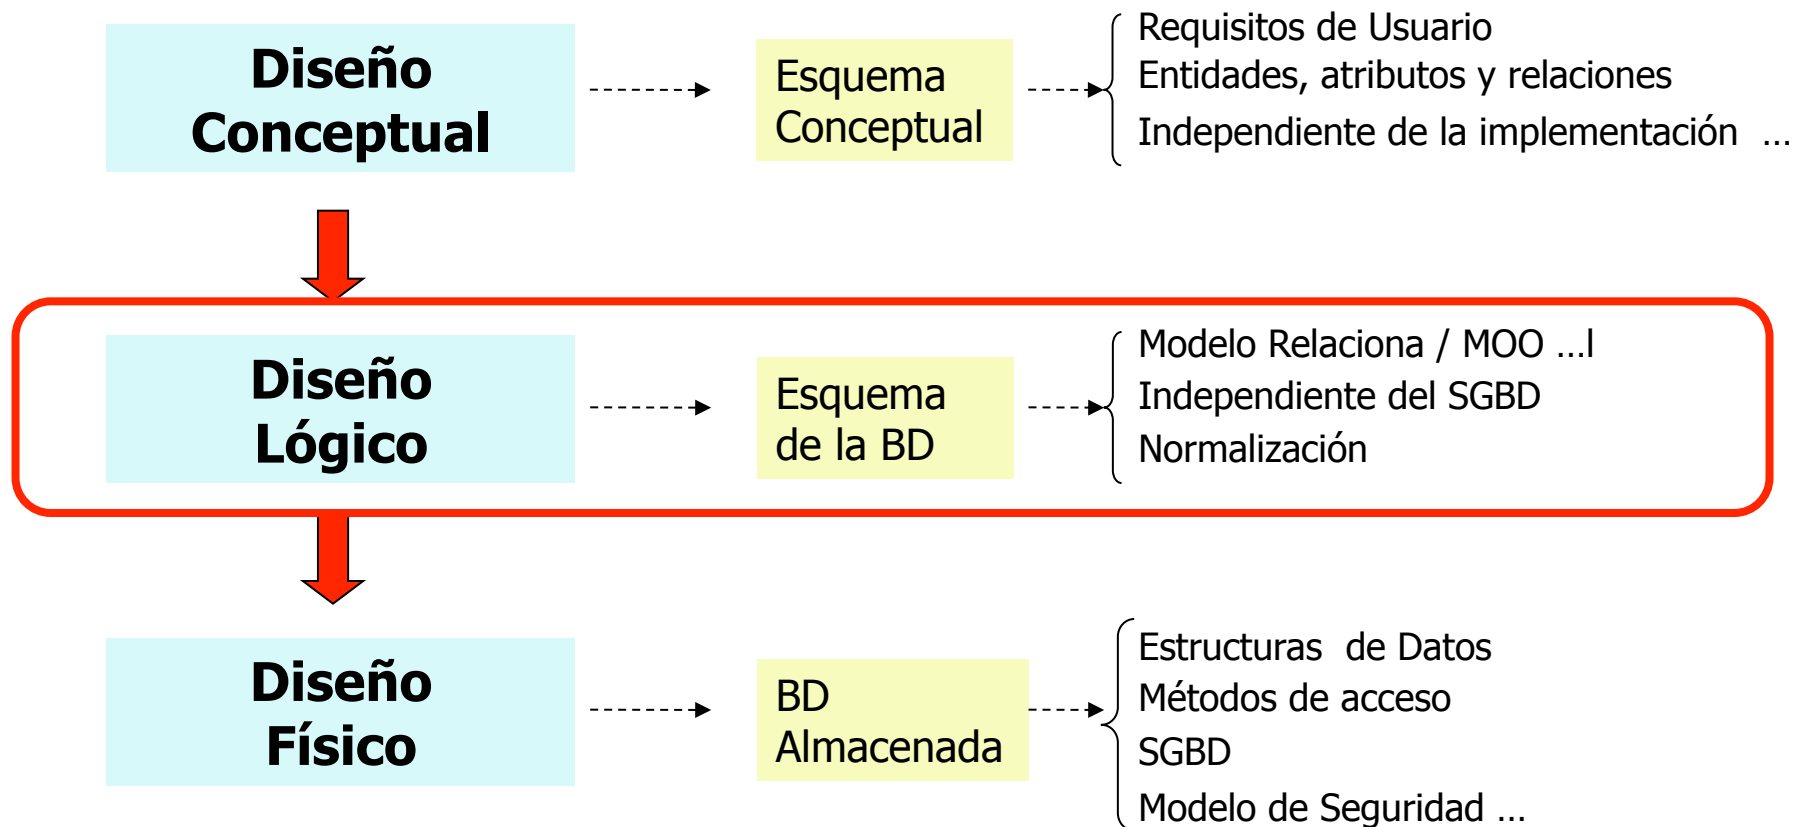 Diseño
Conceptual
Esquema
Conceptual
Requisitos de Usuario
Entidades, atributos y relaciones
Independiente de la implementación ...
Diseño
Lógico
Esquema
de la BD
Modelo Relaciona / MOO ...l
Independiente del SGBD
Normalización
Diseño
Físico
BD
Almacenada
Estructuras de Datos
Métodos de acceso
SGBD
Modelo de Seguridad ...